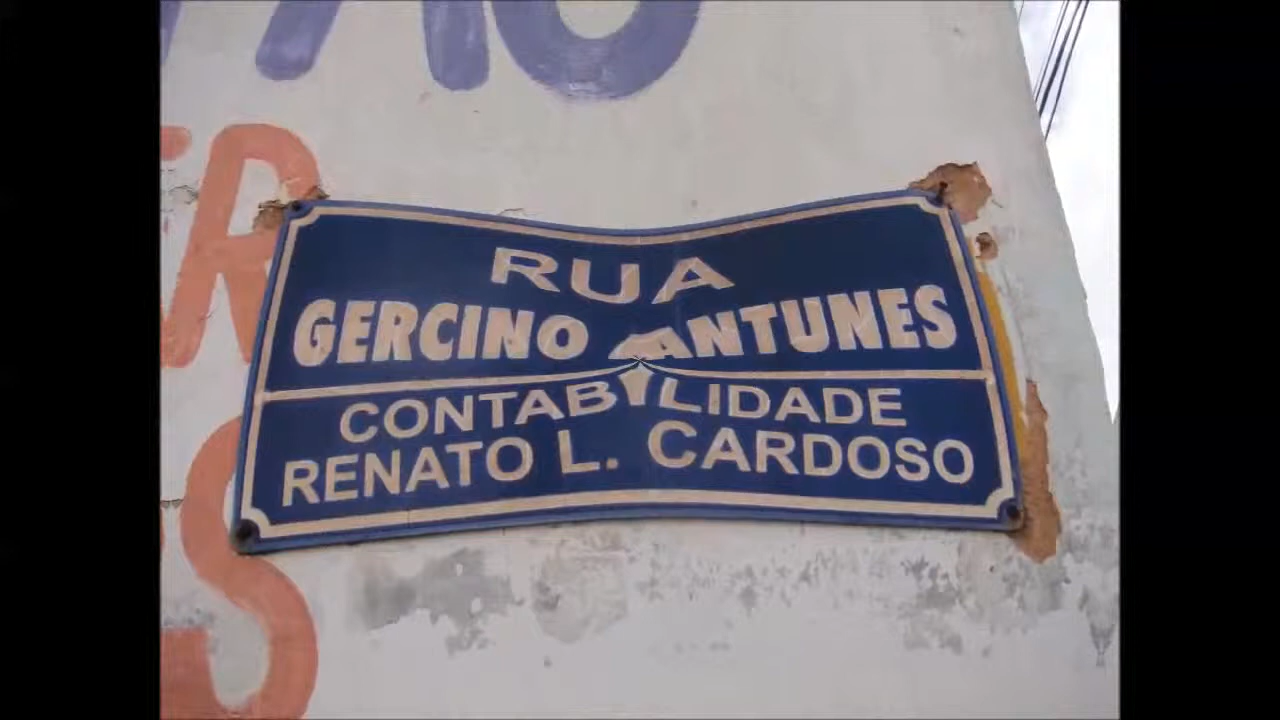 RUA
GERCINO ANTUNES
CONTABILIDADE
RENATO L. CARDOSO